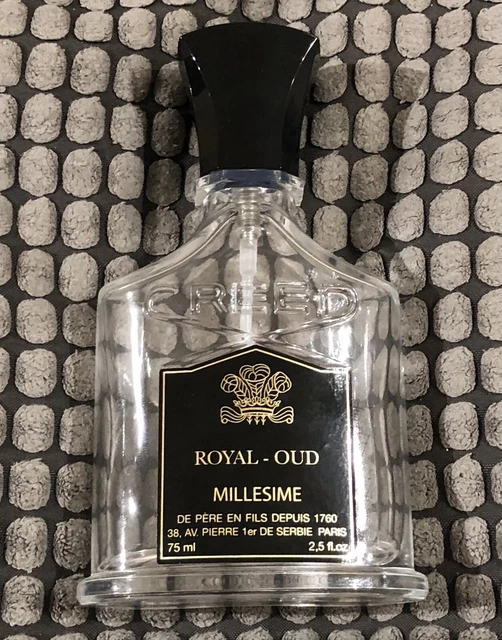 CREED
ROYAL - OUD
MILLESIME
DE PÈRE EN FILS DEPUIS 1760
38, AV. PIERRE 1er DE SERBIE PARIS
75 ml 2,5 fl.oz